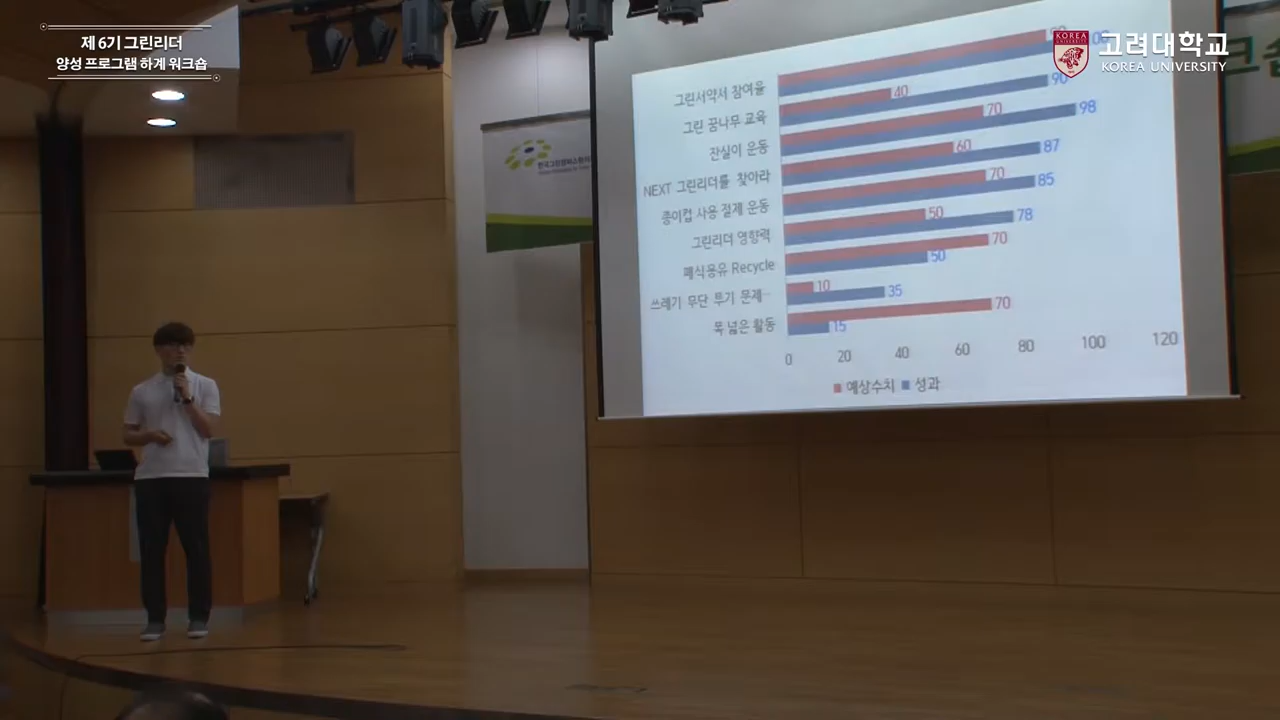 제 6기 그린리더
양성 프로그램 하계 워크숍
KOREA
UNIVERSITY
고려대학교
KOREA UNIVERSITY
그린서약서 참여율
그린 꿈나무 교육
40
90
잔실이 운동
70
98
NEXT 그린리더를 찾아라
60
87
종이컵 사용 절제 운동
70
85
그린리더 영향력
50
78
폐식용유 Recycle
70
50
쓰레기 무단 투기 문제…
10
35
폭 넓은 활동
70
15
0 20 40 60 80 100 120
예상수치 성과